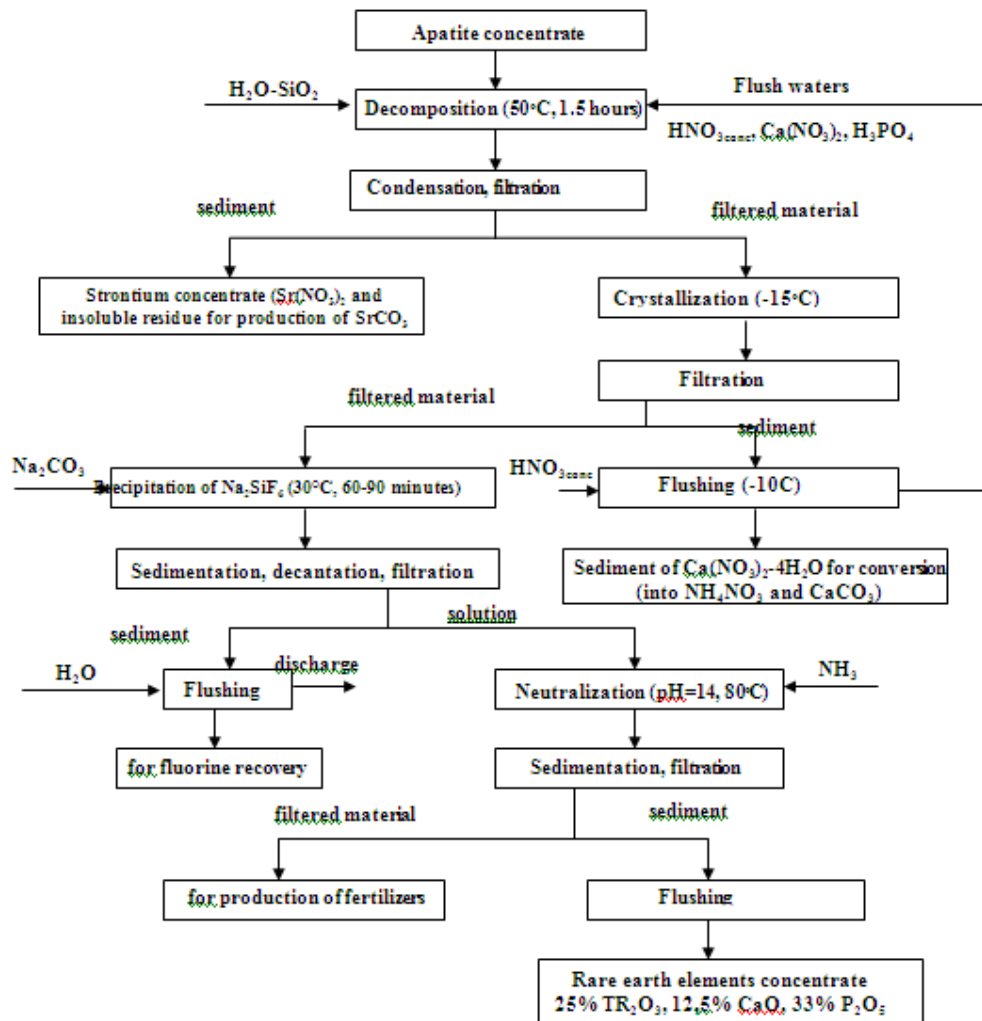 Apatite concentrate
H₂O-SiO₂
Decomposition (50°C, 1.5 hours)
Flush waters
HNO₃conc, Ca(NO₃)₂, H₃PO₄
Condensation, filtration
sediment
filtered material
Strontium concentrate (Sr(NO₃)₂ and
insoluble residue for production of SrCO₃
Crystallization (-15°C)
Filtration
filtered material
sediment
Na₂CO₃
Precipitation of Na₂SiF₆ (30°C, 60-90 minutes)
HNO₃conc
Flushing (-10C)
Sedimentation, decantation, filtration
Sediment of Ca(NO₃)₂-4H₂O for conversion
(into NH₄NO₃ and CaCO₃)
sediment
solution
H₂O
Flushing
discharge
Neutralization (pH=14, 80°C)
NH₃
for fluorine recovery
Sedimentation, filtration
filtered material
sediment
for production of fertilizers
Flushing
Rare earth elements concentrate
25% TR₂O₃, 12,5% CaO, 33% P₂O₅